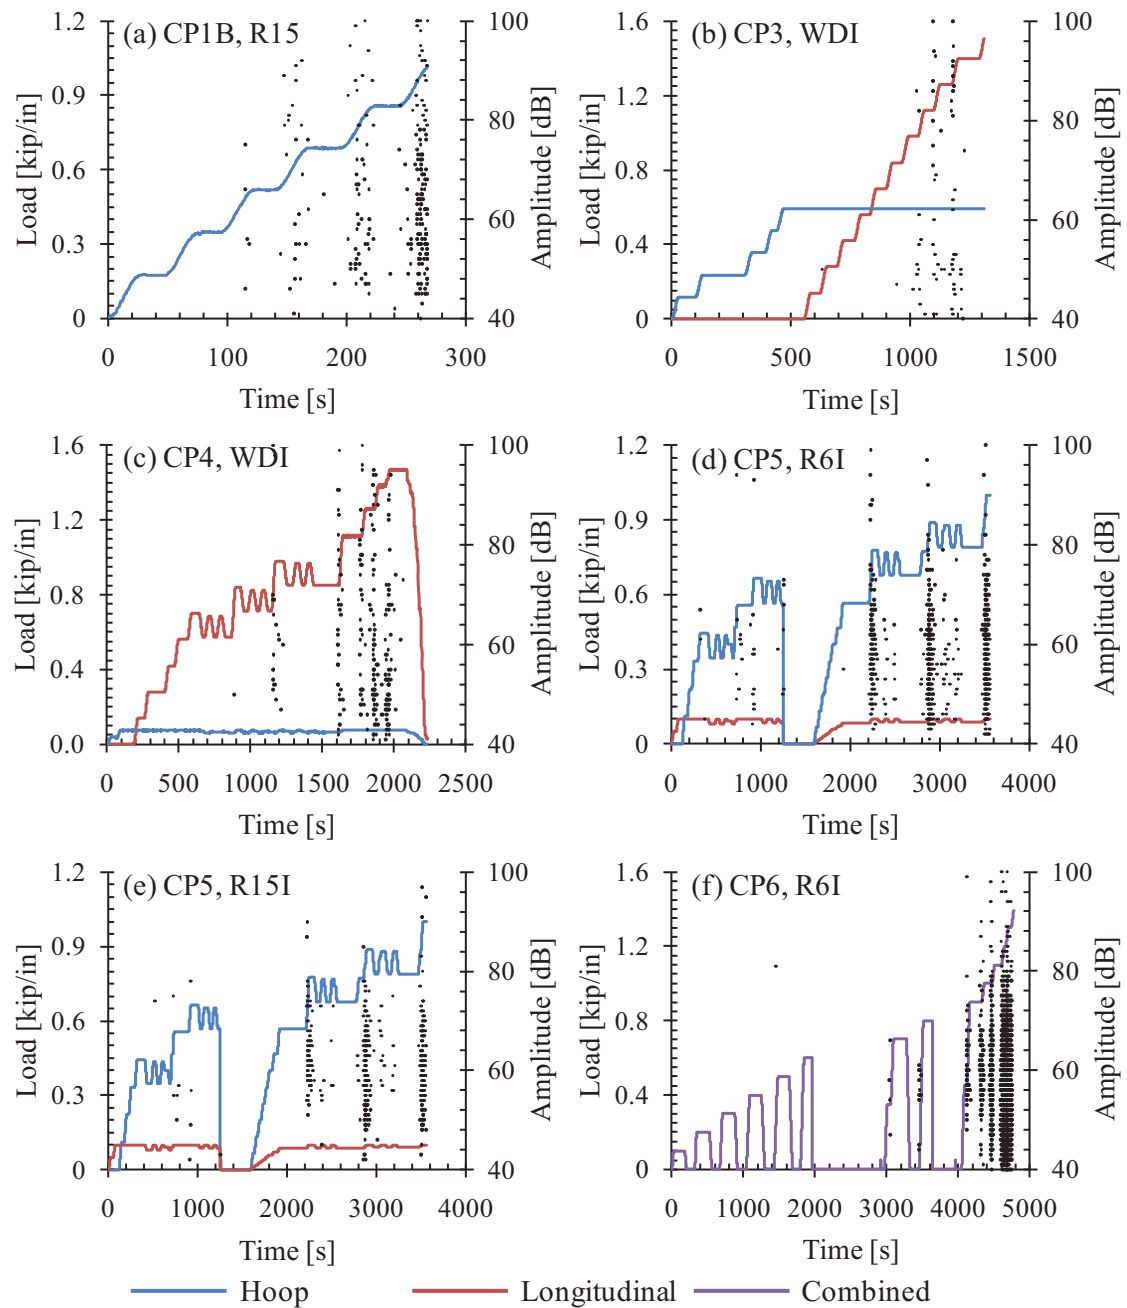 (a) CP1B, R15
Load [kip/in]
1.2
0.9
0.6
0.3
0
100
80
60
40
Amplitude [dB]
0 100 200 300
Time [s]
(b) CP3, WDI
Load [kip/in]
1.6
1.2
0.8
0.4
0
100
80
60
40
Amplitude [dB]
0 500 1000 1500
Time [s]
(c) CP4, WDI
Load [kip/in]
1.6
1.2
0.8
0.4
0.0
100
80
60
40
Amplitude [dB]
0 500 1000 1500 2000 2500
Time [s]
(d) CP5, R6I
Load [kip/in]
1.2
0.9
0.6
0.3
0
100
80
60
40
Amplitude [dB]
0 1000 2000 3000 4000
Time [s]
(e) CP5, R15I
Load [kip/in]
1.2
0.9
0.6
0.3
0
100
80
60
40
Amplitude [dB]
0 1000 2000 3000 4000
Time [s]
(f) CP6, R6I
Load [kip/in]
1.6
1.2
0.8
0.4
0
100
80
60
40
Amplitude [dB]
0 1000 2000 3000 4000 5000
Time [s]
Hoop Longitudinal Combined